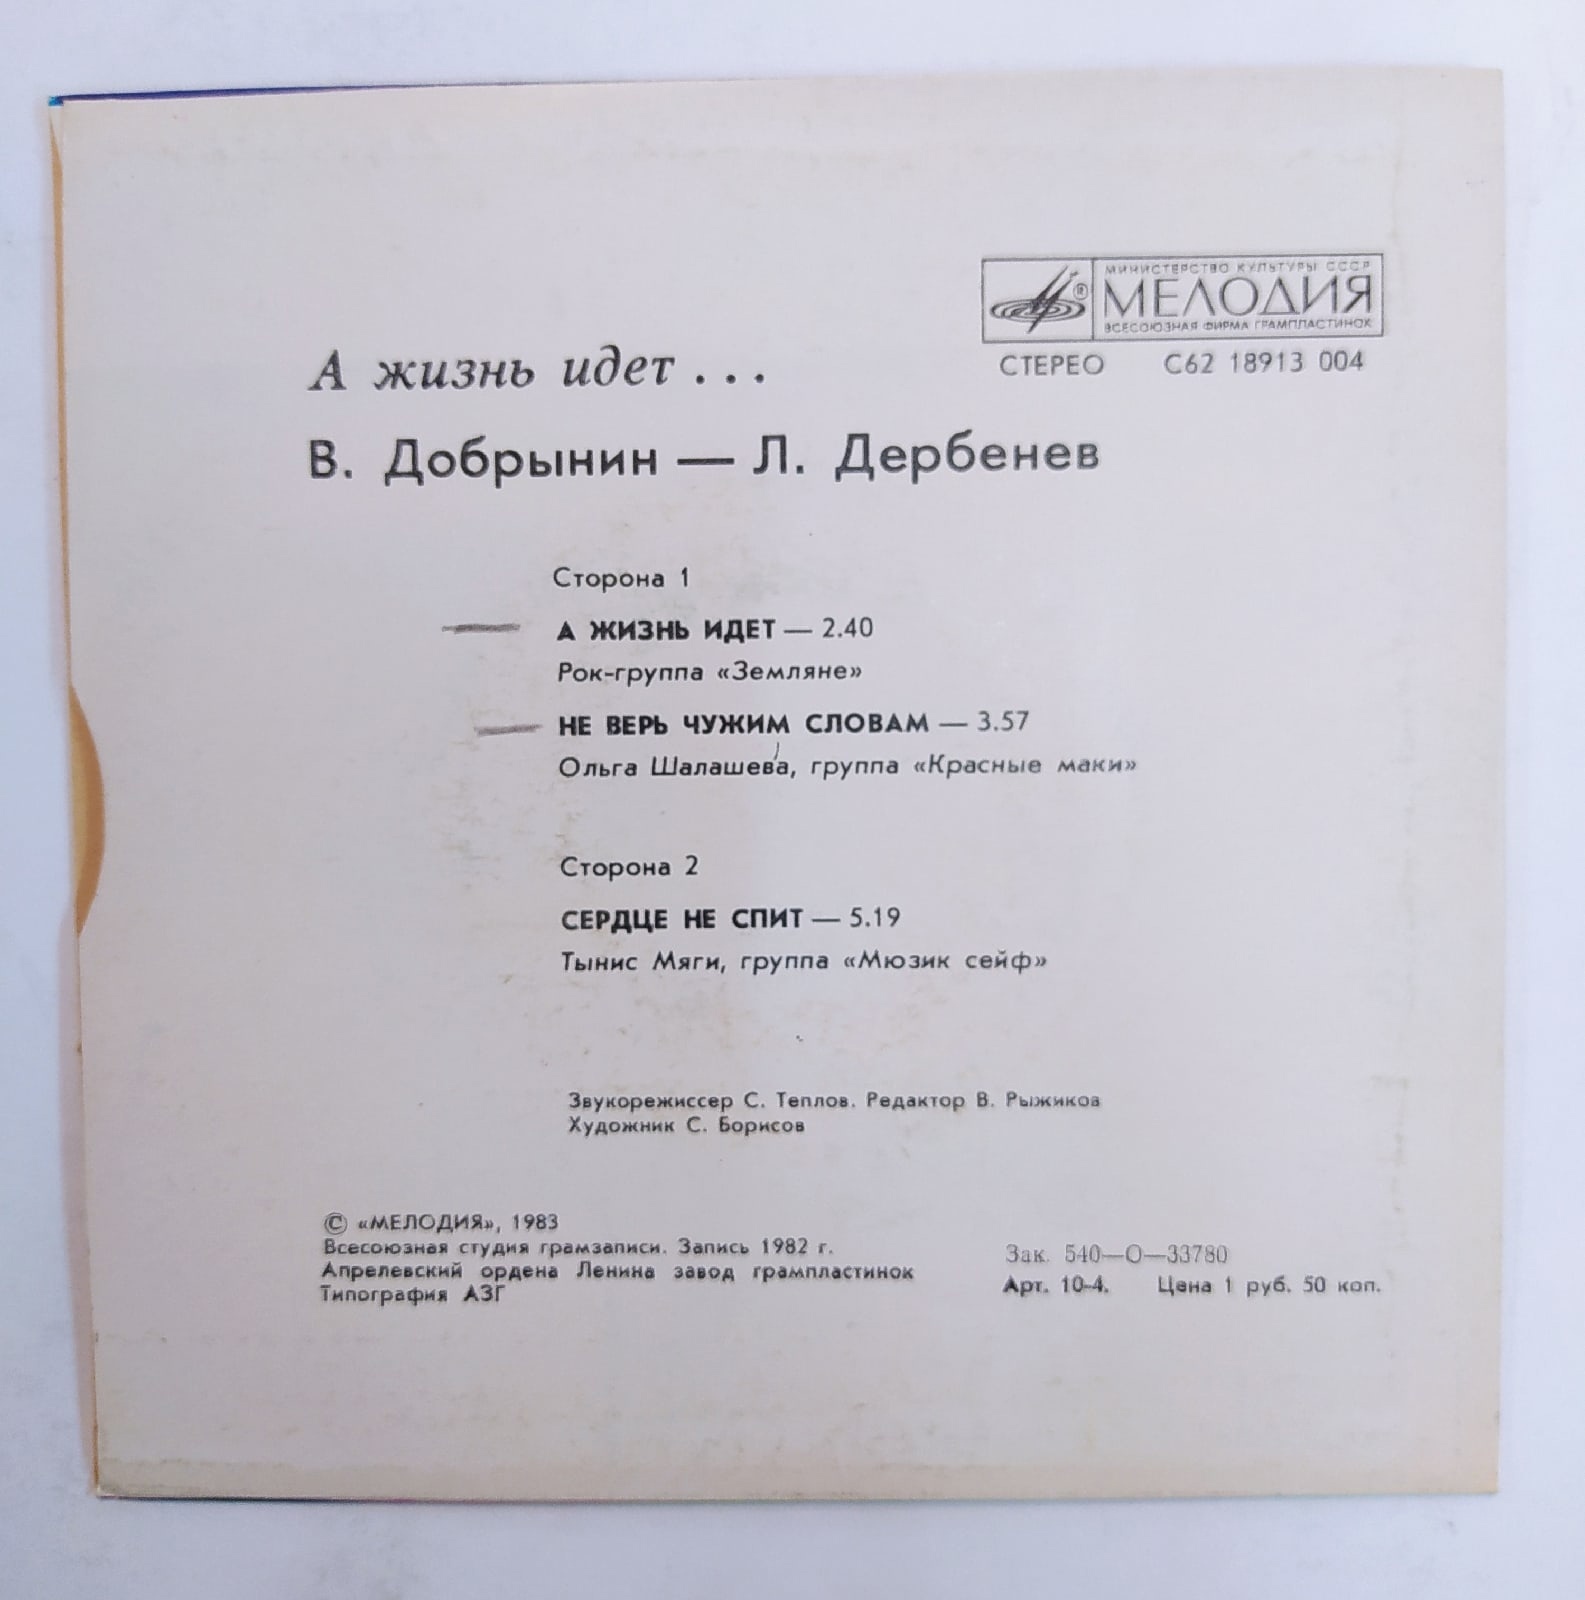 МИНИСТЕРСТВО КУЛЬТУРЫ СССР
МЕЛОДИЯ
ВСЕСОЮЗНАЯ ФИРМА ГРАМПЛАСТИНОК
СТЕРЕО С62 18913 004
А жизнь идет . . .
В. Добрынин — Л. Дербенев
Сторона 1
А ЖИЗНЬ ИДЕТ — 2.40
Рок-группа «Земляне»
НЕ ВЕРЬ ЧУЖИМ СЛОВАМ — 3.57
Ольга Шалашева, группа «Красные маки»
Сторона 2
СЕРДЦЕ НЕ СПИТ — 5.19
Тынис Мяги, группа «Мюзик сейф»
Звукорежиссер С. Теплов. Редактор В. Рыжиков
Художник С. Борисов
© «МЕЛОДИЯ», 1983
Всесоюзная студия грамзаписи. Запись 1982 г.
Апрелевский ордена Ленина завод грампластинок
Типография АЗГ
Зак. 540—О—33780
Арт. 10-4. Цена 1 руб. 50 коп.